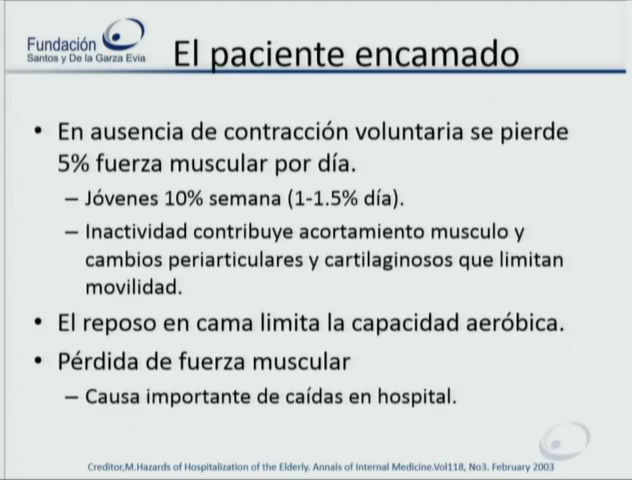 Fundación
Santos y De la Garza Evia
El paciente encamado
• En ausencia de contracción voluntaria se pierde
5% fuerza muscular por día.
– Jóvenes 10% semana (1-1.5% día).
– Inactividad contribuye acortamiento musculo y
cambios periarticulares y cartilaginosos que limitan
movilidad.
• El reposo en cama limita la capacidad aeróbica.
• Pérdida de fuerza muscular
– Causa importante de caídas en hospital.
Creditor,M.Hazards of Hospitalization of the Elderly. Annals of Internal Medicine.Vol118, No3. February 2003